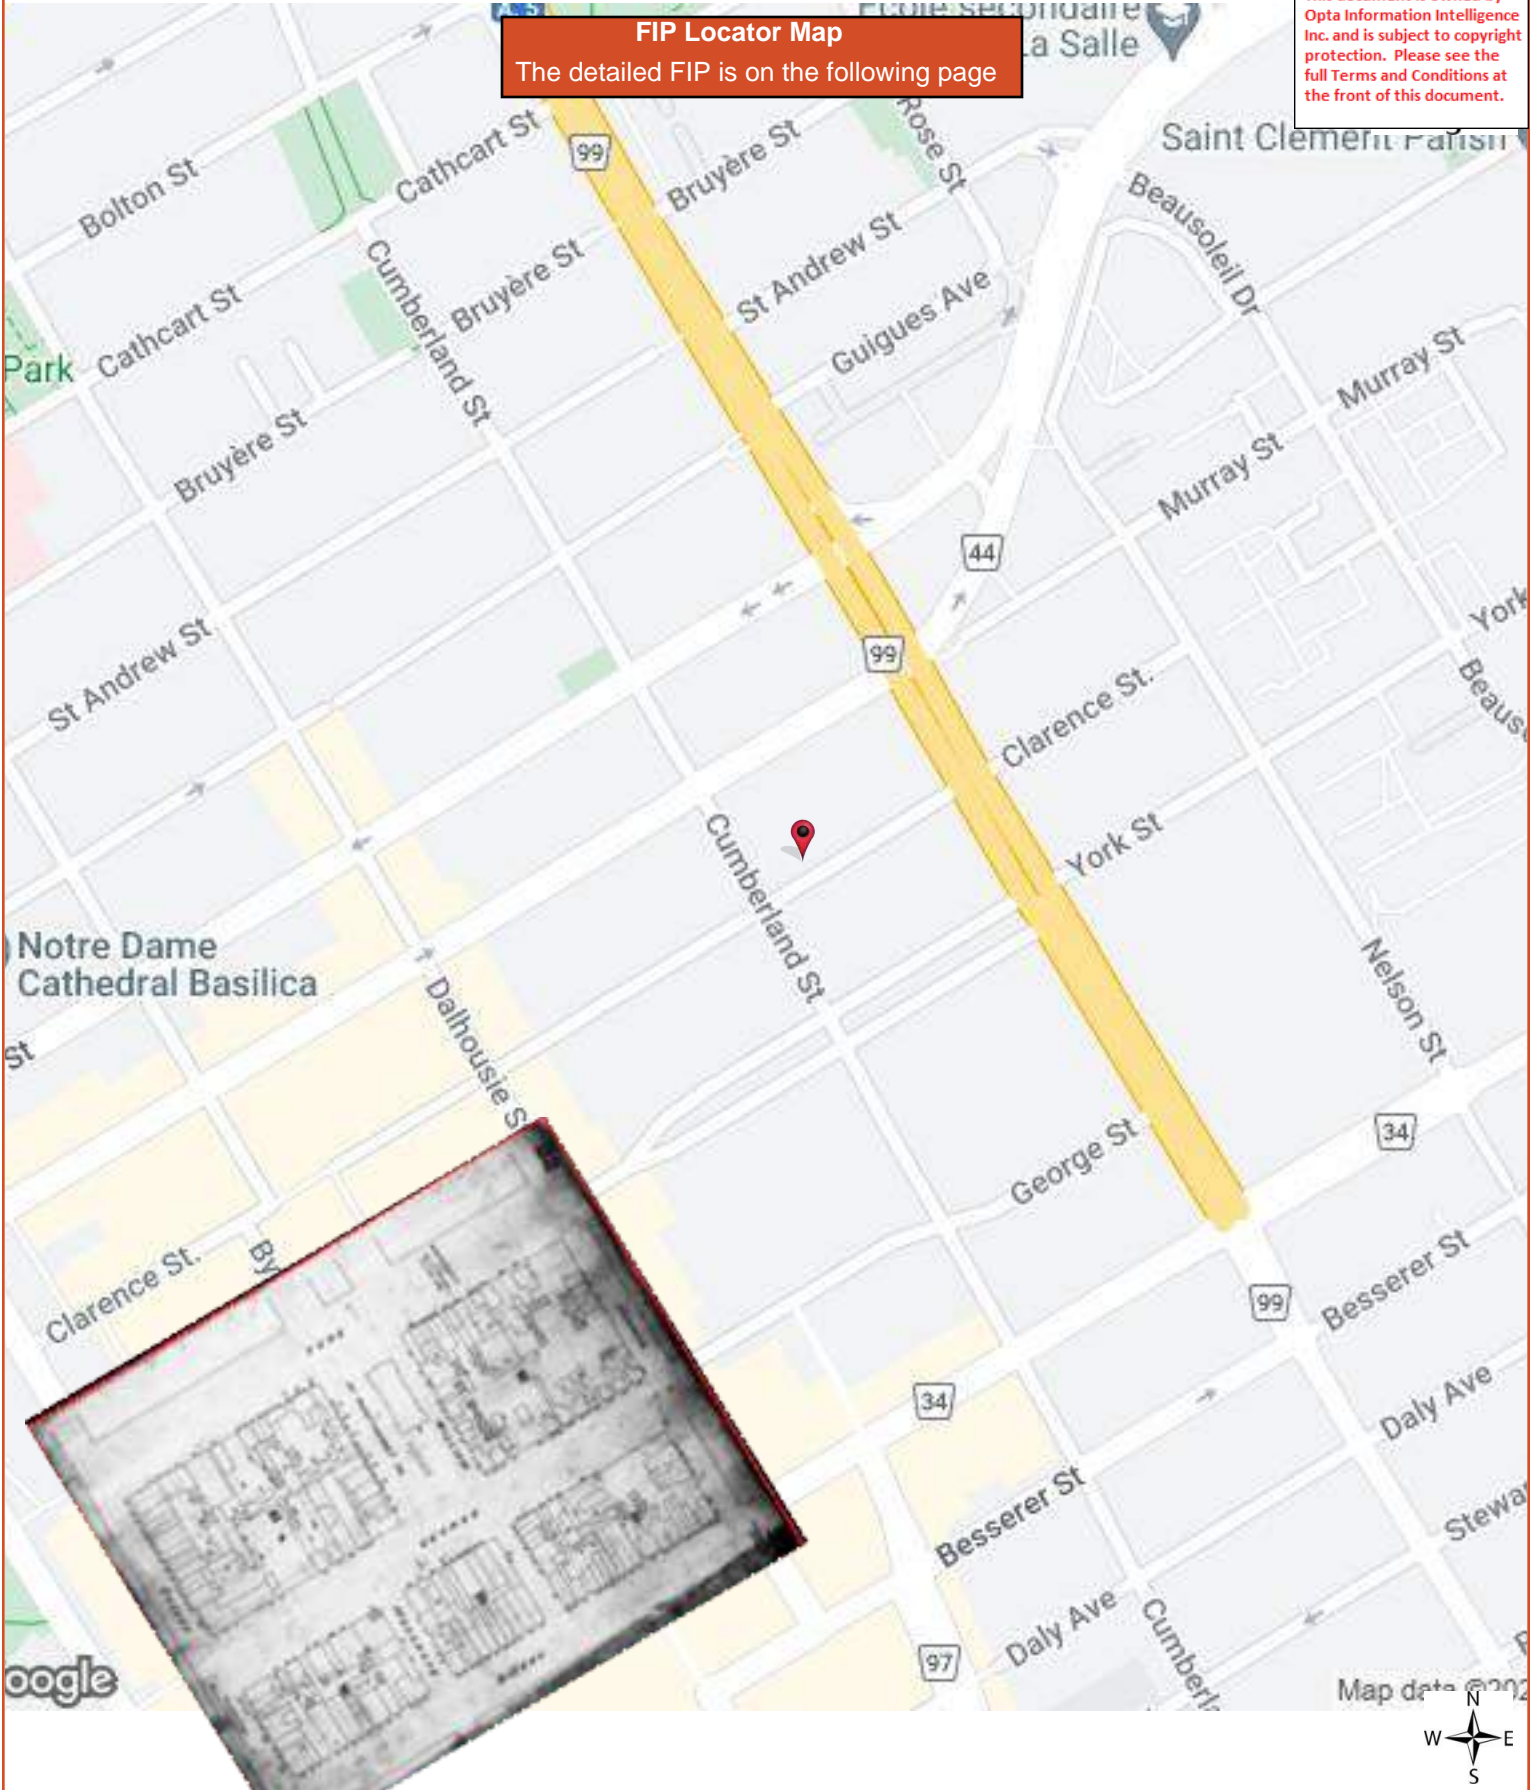 FIP Locator Map
The detailed FIP is on the following page
Opta Information Intelligence
Inc. and is subject to copyright
protection. Please see the
full Terms and Conditions at
the front of this document.
La Salle
Saint Clement Parish
Rose St
Cathcart St
99
Bruyère St
Bolton St
Beausoleil Dr
St Andrew St
Cumberland St
Bruyère St
Guigues Ave
Cathcart St
Park
Murray St
Bruyère St
Murray St
44
York
St Andrew St
99
Clarence St.
Cumberland St
York St
Notre Dame
Cathedral Basilica
Dalhousie S
Nelson St
St
34
George St
Clarence St.
By
99
Besserer St
34
Daly Ave
Besserer St
Daly Ave
Cumberla
97
oogle
Map data
N
W
E
S